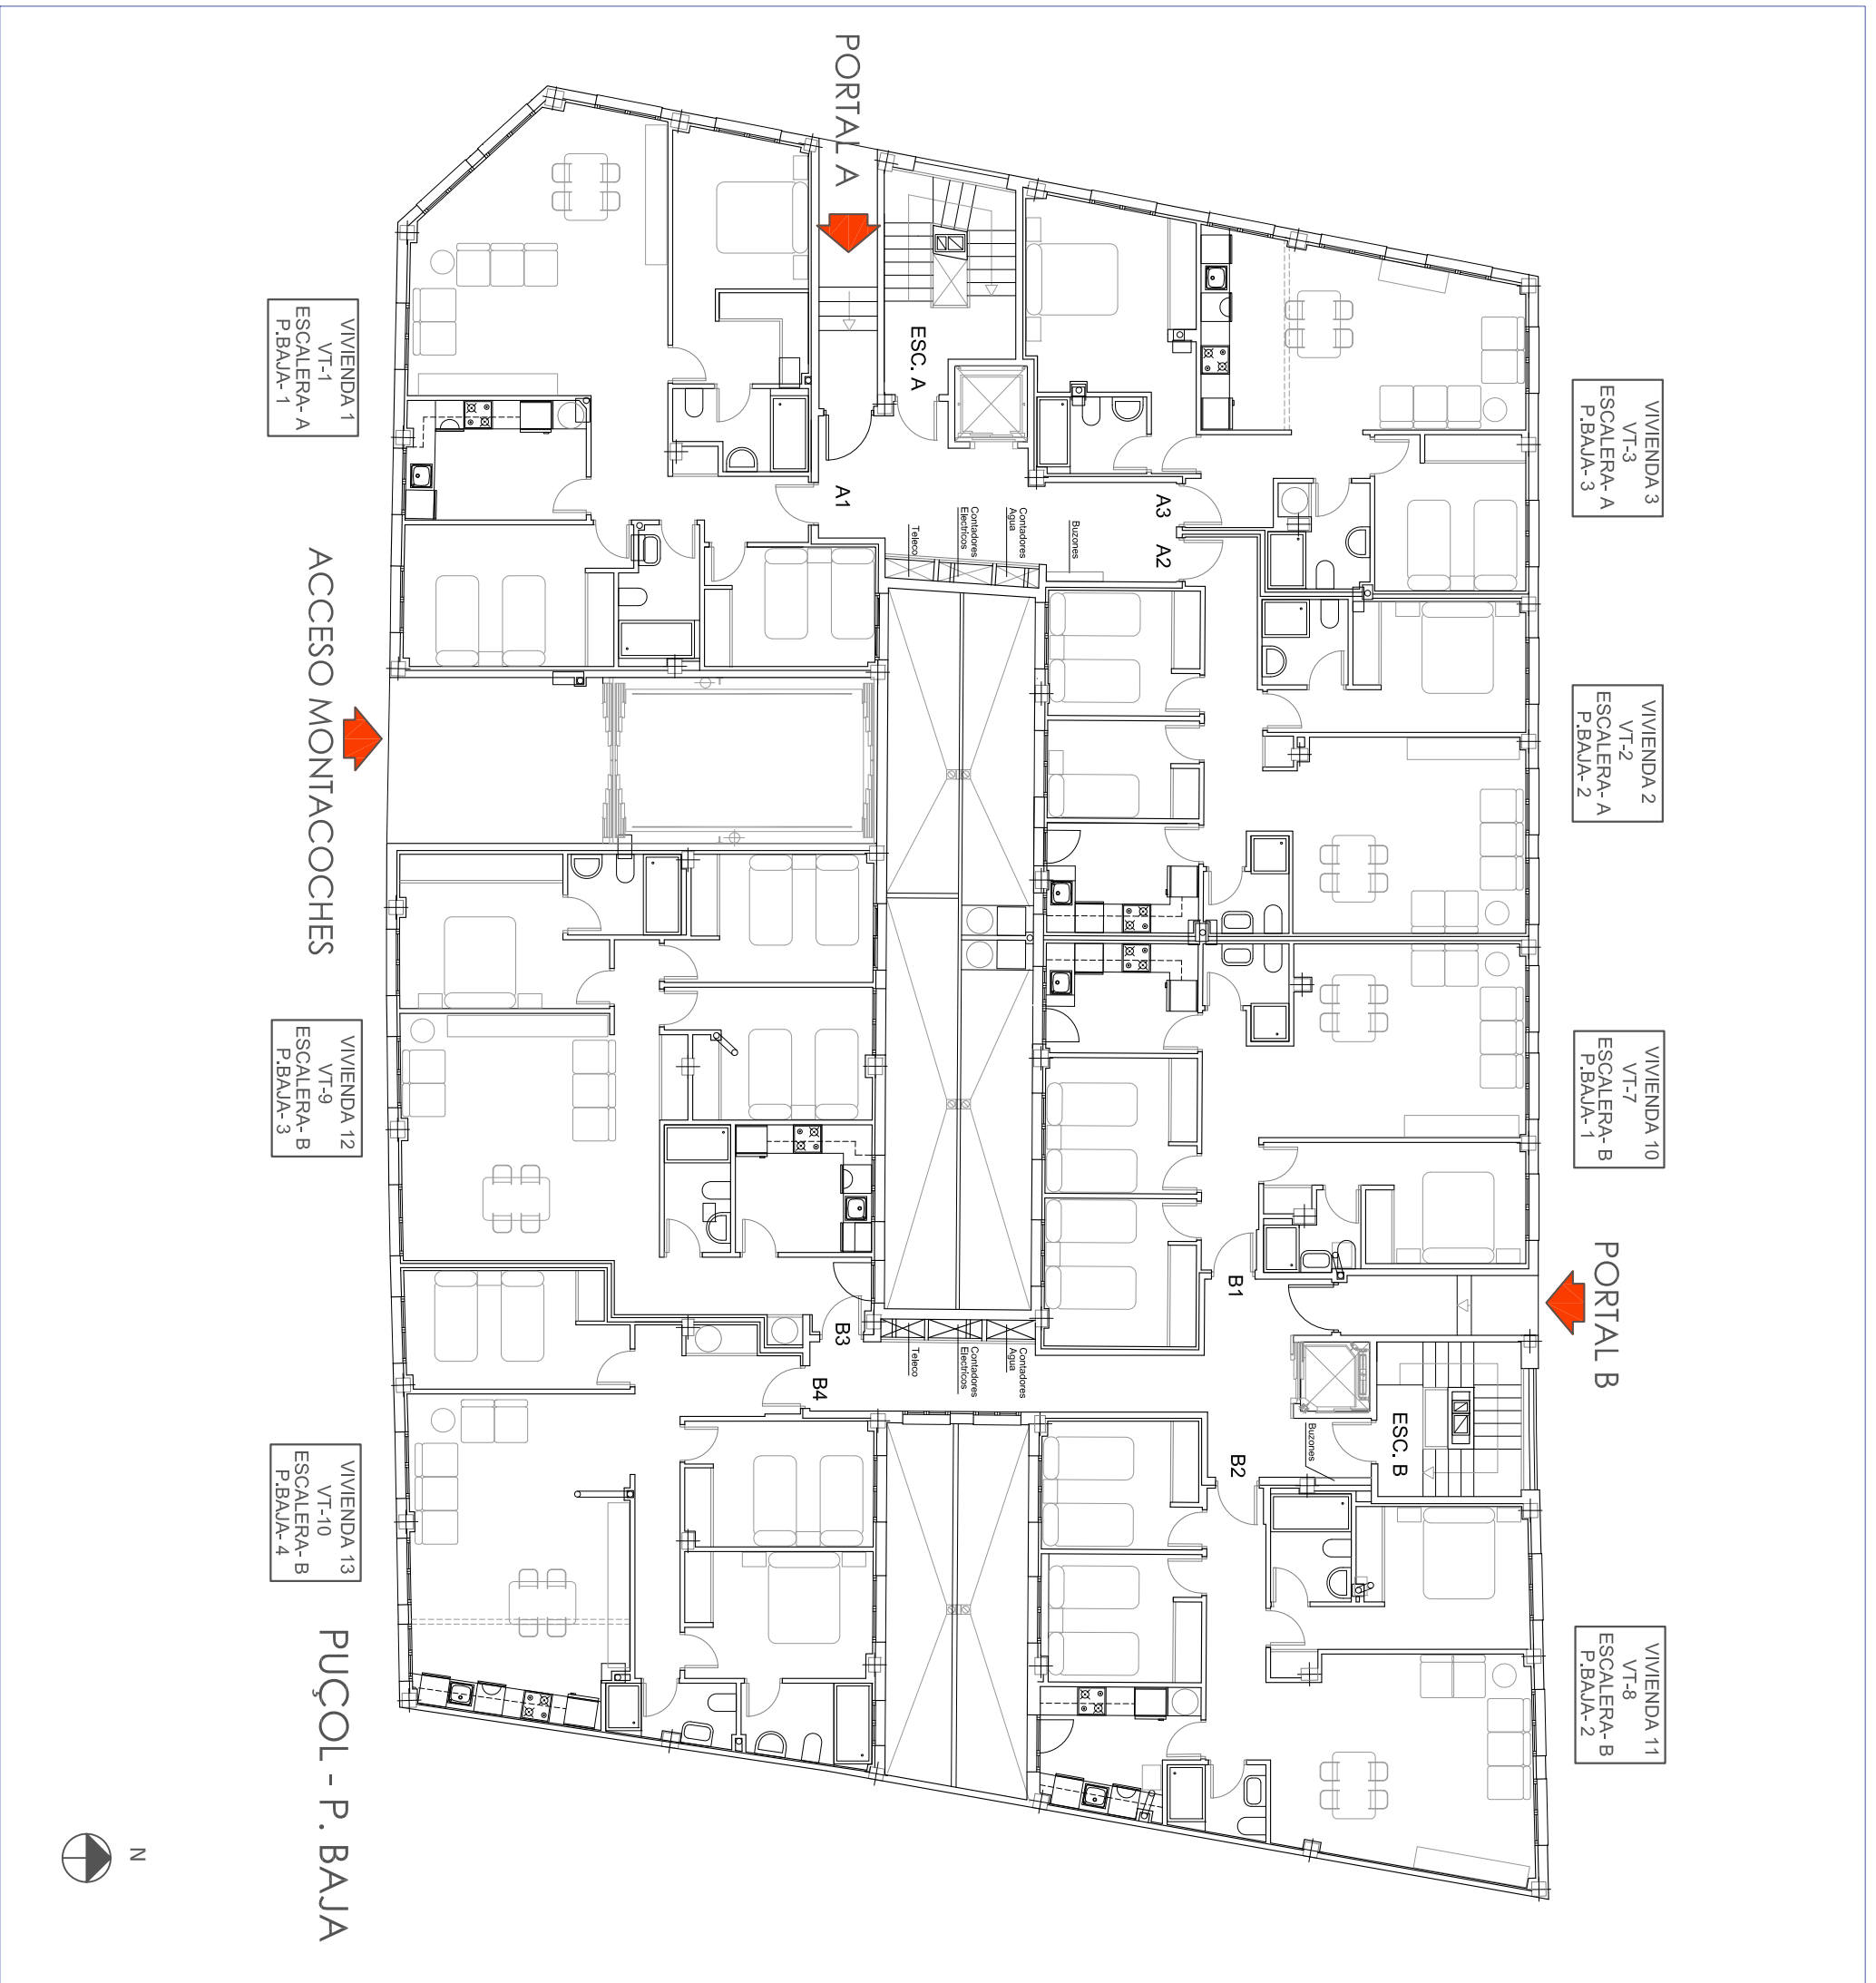 PORTAL A
VIVIENDA 3
VT-3
ESCALERA- A
P.BAJA- 3
VIVIENDA 2
VT-2
ESCALERA- A
P.BAJA- 2
VIVIENDA 10
VT-7
ESCALERA- B
P.BAJA- 1
PORTAL B
VIVIENDA 11
VT-8
ESCALERA- B
P.BAJA- 2
ESC. A
A1
A3
A2
Buzones
Contadores
Agua
Contadores
Electricos
Teleco
B1
ESC. B
Buzones
B2
B3
B4
Contadores
Agua
Contadores
Electricos
Teleco
VIVIENDA 1
VT-1
ESCALERA- A
P.BAJA- 1
ACCESO MONTACOCHES
VIVIENDA 12
VT-9
ESCALERA- B
P.BAJA- 3
VIVIENDA 13
VT-10
ESCALERA- B
P.BAJA- 4
PUÇOL - P. BAJA
N